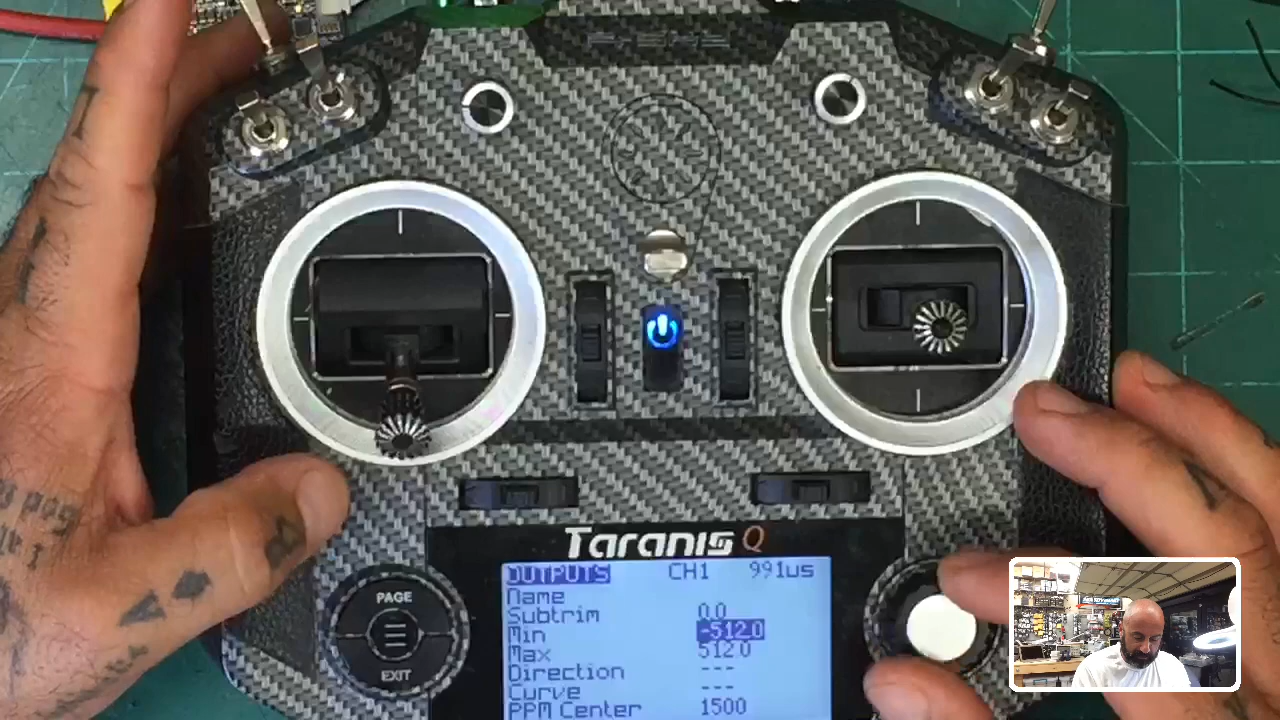 Taranis Q
OUTPUTS CH1 991us
Name
Subtrim 0.0
Min -512.0
Max 512.0
Direction ---
Curve ---
PPM Center 1500
PAGE
EXIT